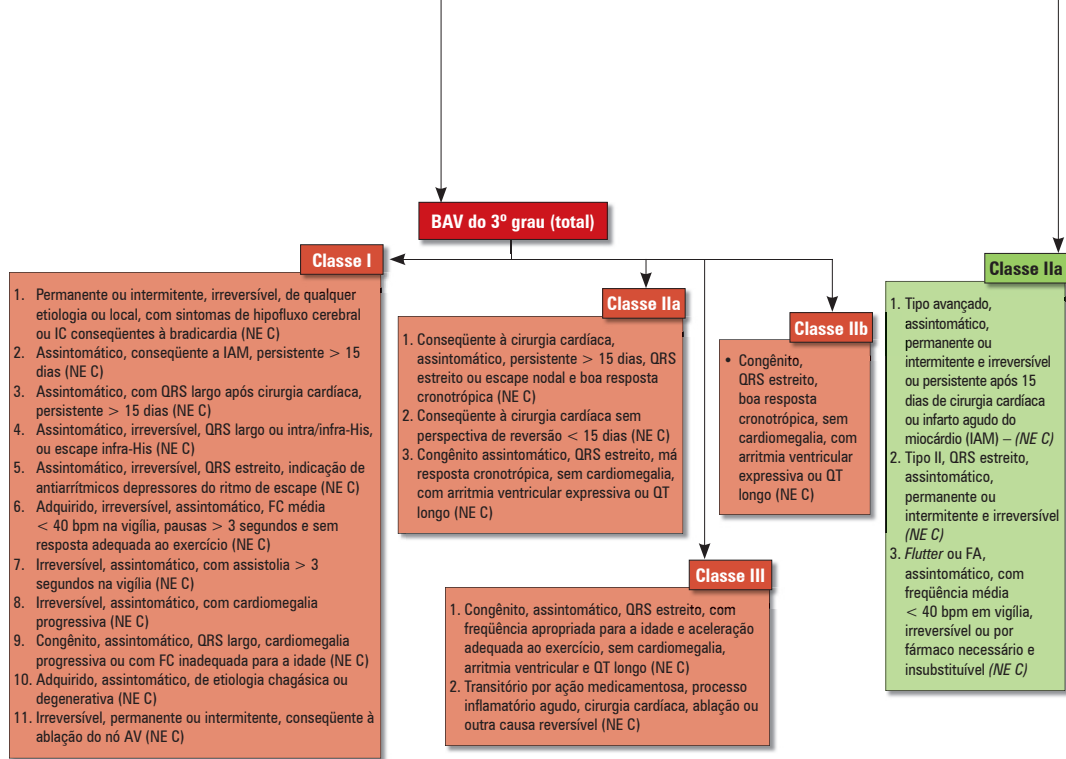 BAV do 3º grau (total)
Classe I
1. Permanente ou intermitente, irreversível, de qualquer
etiologia ou local, com sintomas de hipofluxo cerebral
ou IC conseqüentes à bradicardia (NE C)
2. Assintomático, conseqüente a IAM, persistente > 15
dias (NE C)
3. Assintomático, com QRS largo após cirurgia cardíaca,
persistente > 15 dias (NE C)
4. Assintomático, irreversível, QRS largo ou intra/infra-His,
ou escape infra-His (NE C)
5. Assintomático, irreversível, QRS estreito, indicação de
antiarrítmicos depressores do ritmo de escape (NE C)
6. Adquirido, irreversível, assintomático, FC média
< 40 bpm na vigília, pausas > 3 segundos e sem
resposta adequada ao exercício (NE C)
7. Irreversível, assintomático, com assistolia > 3
segundos na vigília (NE C)
8. Irreversível, assintomático, com cardiomegalia
progressiva (NE C)
9. Congênito, assintomático, QRS largo, cardiomegalia
progressiva ou com FC inadequada para a idade (NE C)
10. Adquirido, assintomático, de etiologia chagásica ou
degenerativa (NE C)
11. Irreversível, permanente ou intermitente, conseqüente à
ablação do nó AV (NE C)
Classe IIa
1. Conseqüente à cirurgia cardíaca,
assintomático, persistente > 15 dias, QRS
estreito ou escape nodal e boa resposta
cronotrópica (NE C)
2. Conseqüente à cirurgia cardíaca sem
perspectiva de reversão < 15 dias (NE C)
3. Congênito assintomático, QRS estreito, má
resposta cronotrópica, sem cardiomegalia,
com arritmia ventricular expressiva ou QT
longo (NE C)
Classe IIb
• Congênito,
QRS estreito,
boa resposta
cronotrópica, sem
cardiomegalia, com
arritmia ventricular
expressiva ou QT
longo (NE C)
Classe III
1. Congênito, assintomático, QRS estreito, com
freqüência apropriada para a idade e aceleração
adequada ao exercício, sem cardiomegalia,
arritmia ventricular e QT longo (NE C)
2. Transitório por ação medicamentosa, processo
inflamatório agudo, cirurgia cardíaca, ablação ou
outra causa reversível (NE C)
Classe IIa
1. Tipo avançado,
assintomático,
permanente ou
intermitente e irreversível
ou persistente após 15
dias de cirurgia cardíaca
ou infarto agudo do
miocárdio (IAM) – (NE C)
2. Tipo II, QRS estreito,
assintomático,
permanente ou
intermitente e irreversível
(NE C)
3. Flutter ou FA,
assintomático, com
freqüência média
< 40 bpm em vigília,
irreversível ou por
fármaco necessário e
insubstituível (NE C)